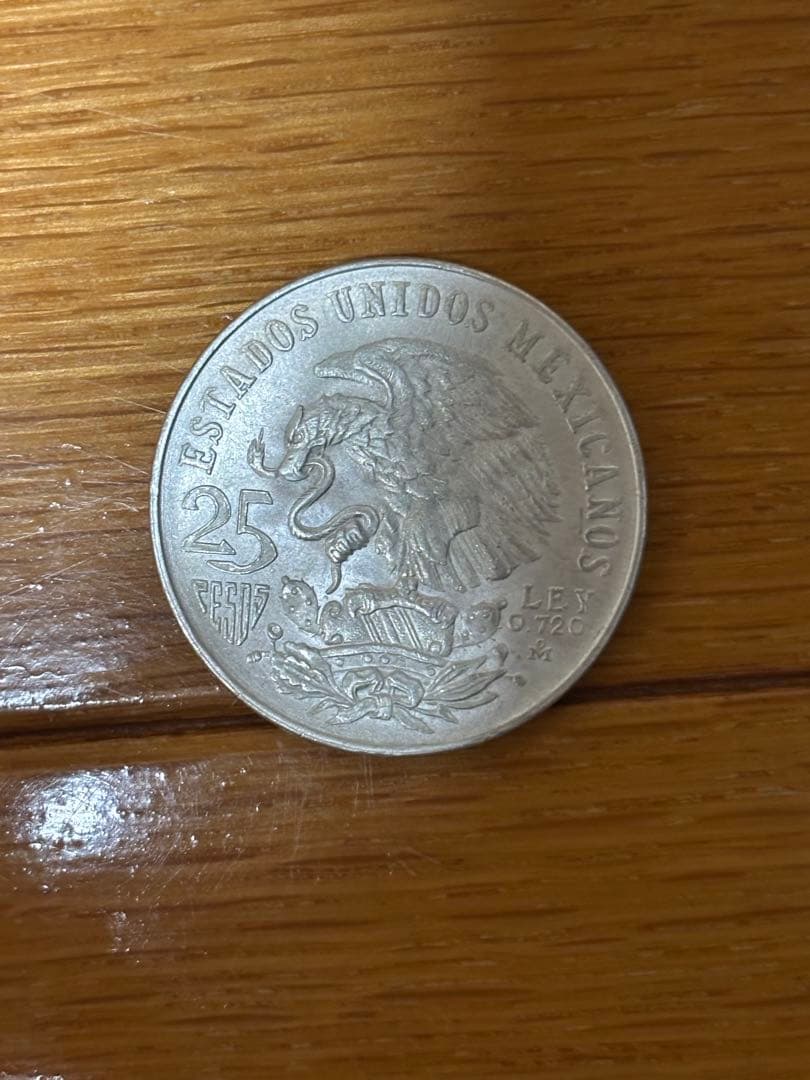 ESTADOS UNIDOS MEXICANOS
25
PESOS
LEY
0.720
M